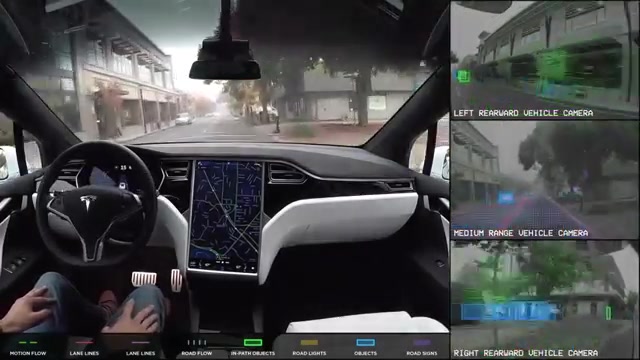 LEFT REARWARD VEHICLE CAMERA
MEDIUM RANGE VEHICLE CAMERA
RIGHT REARWARD VEHICLE CAMERA
MOTION FLOW
LANE LINES
LANE LINES
ROAD FLOW
IN-PATH OBJECTS
ROAD LIGHTS
OBJECTS
ROAD SIGNS